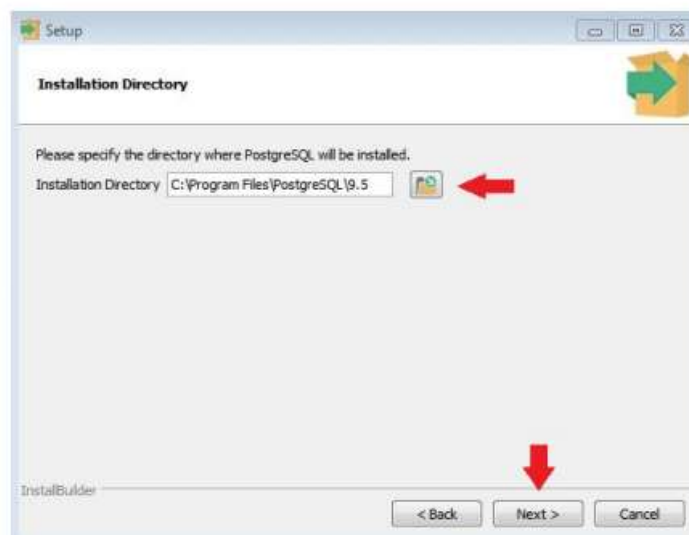 Setup
Installation Directory
Please specify the directory where PostgreSQL will be installed.
Installation Directory C:\Program Files\PostgreSQL\9.5
InstallBuilder
< Back Next > Cancel